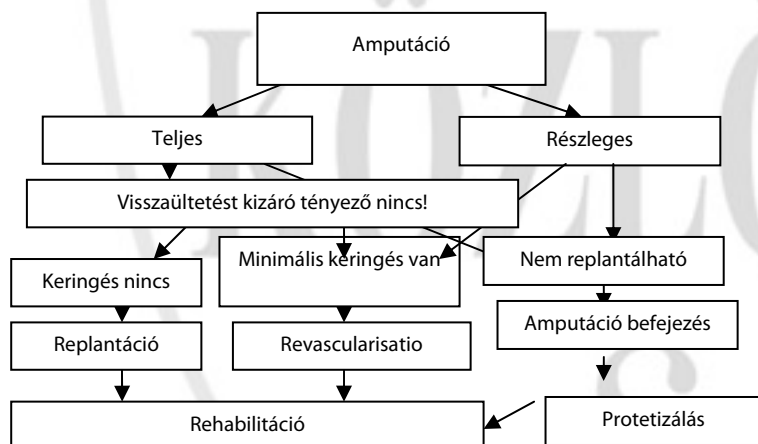 Amputáció
Teljes
Részleges
Visszaültetést kizáró tényező nincs!
Keringés nincs
Minimális keringés van
Nem replantálható
Replantáció
Revascularisatio
Amputáció befejezés
Rehabilitáció
Protetizálás